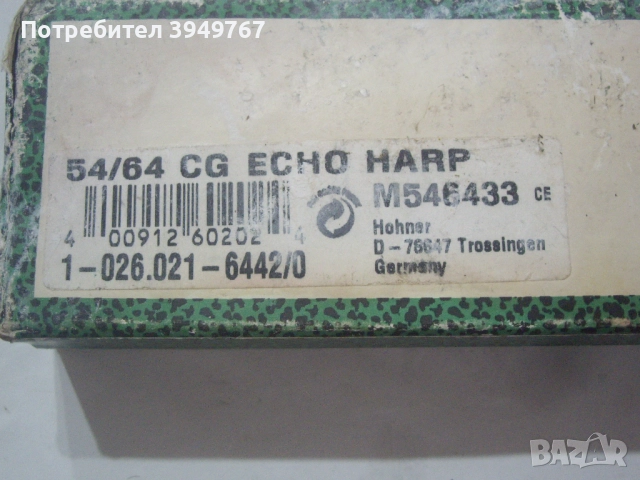 Потребител 3949767
54/64 CG ECHO HARP
M546433 CE
4 00912 60202 4
Hohner
D-78647 Trossingen
Germany
1-026.021-6442/0
BAZAR